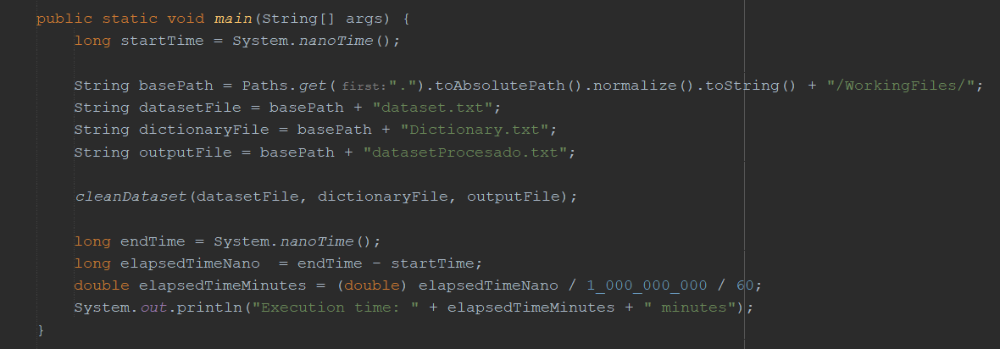 public static void main(String[] args) {
long startTime = System.nanoTime();
String basePath = Paths.get( first: ".").toAbsolutePath().normalize().toString() + "/WorkingFiles/";
String datasetFile = basePath + "dataset.txt";
String dictionaryFile = basePath + "Dictionary.txt";
String outputFile = basePath + "datasetProcesado.txt";
cleanDataset(datasetFile, dictionaryFile, outputFile);
long endTime = System.nanoTime();
long elapsedTimeNano  = endTime - startTime;
double elapsedTimeMinutes = (double) elapsedTimeNano / 1_000_000_000 / 60;
System.out.println("Execution time: " + elapsedTimeMinutes + " minutes");
}